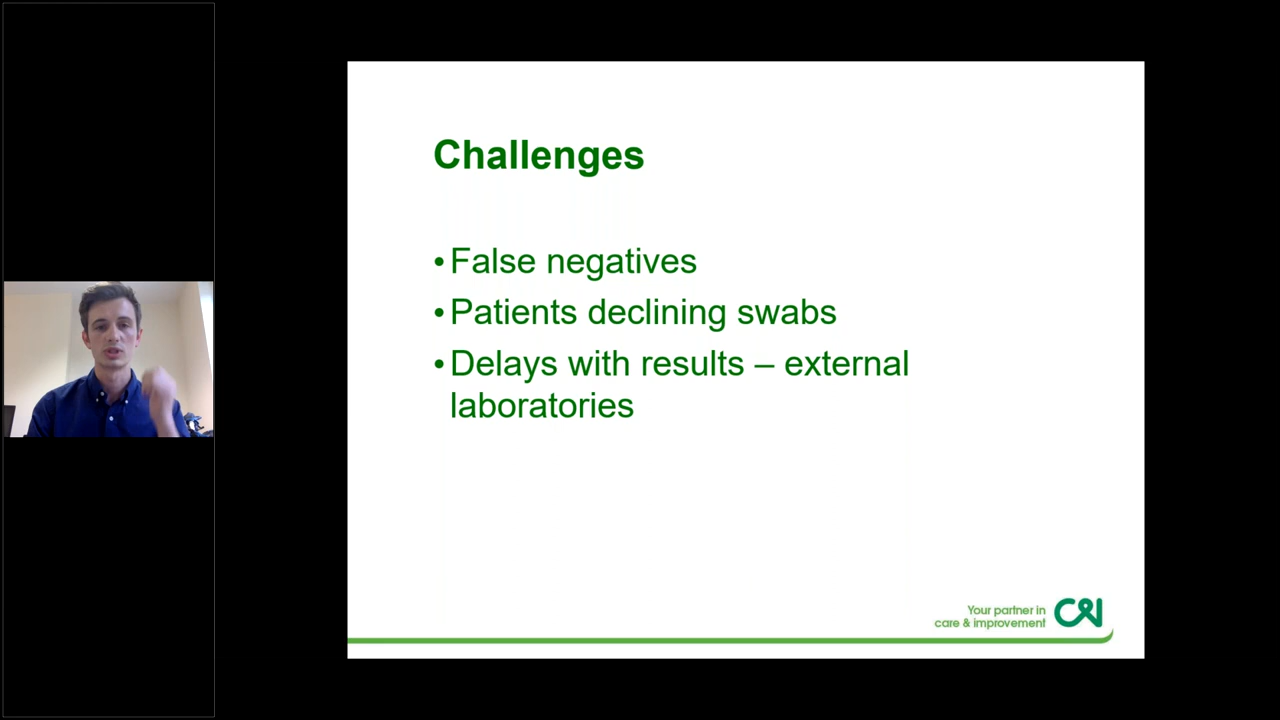 Challenges
• False negatives
• Patients declining swabs
• Delays with results – external
laboratories
Your partner in
care & improvement
C&I